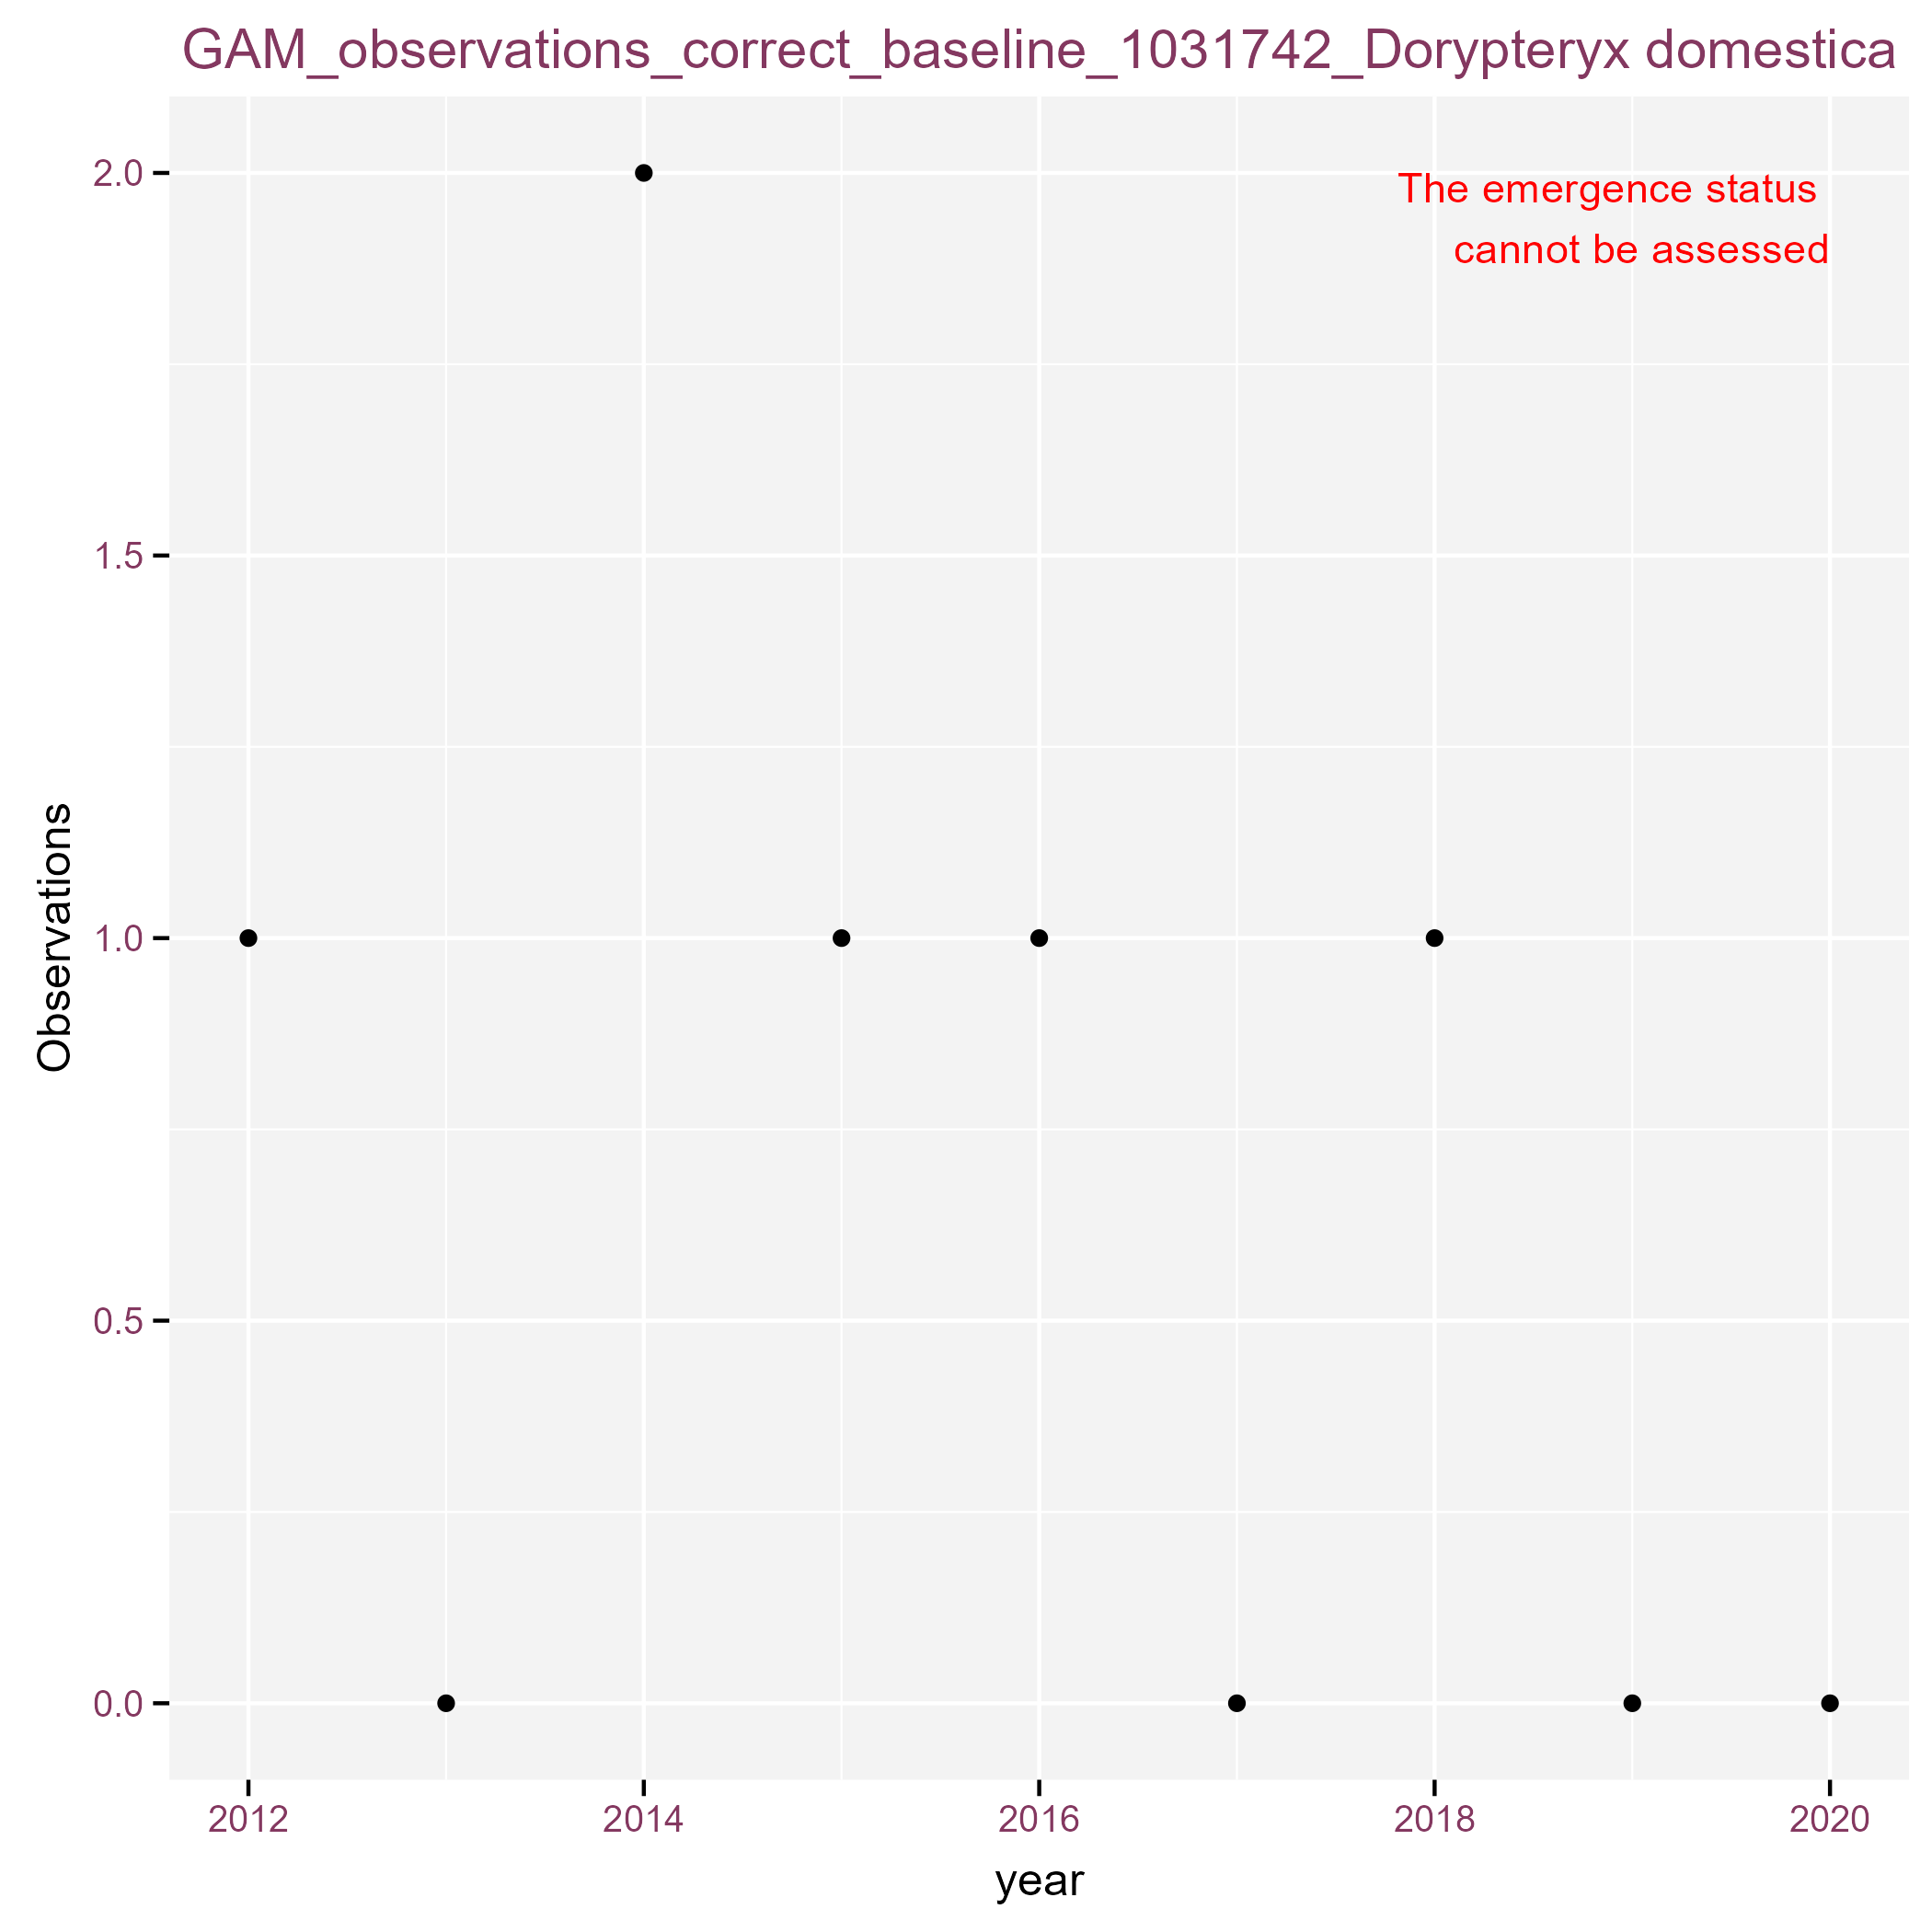 GAM_observations_correct_baseline_1031742_Dorypteryx domestica
The emergence status
cannot be assessed
2.0
1.5
1.0
0.5
0.0
Observations
2012
2014
2016
2018
2020
year